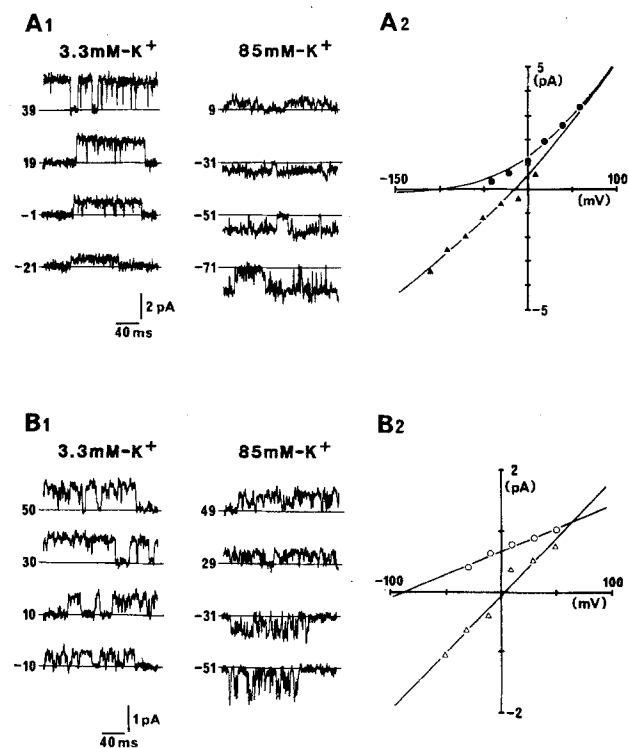 A1
3.3mM-K+
85mM-K+
39
19
-1
-21
9
-31
-51
-71
2 pA
40 ms
A2
5
(pA)
-150
100
(mV)
-5
B1
3.3mM-K+
85mM-K+
50
30
10
-10
49
29
-31
-51
1 pA
40 ms
B2
2
(pA)
-100
100
(mV)
-2